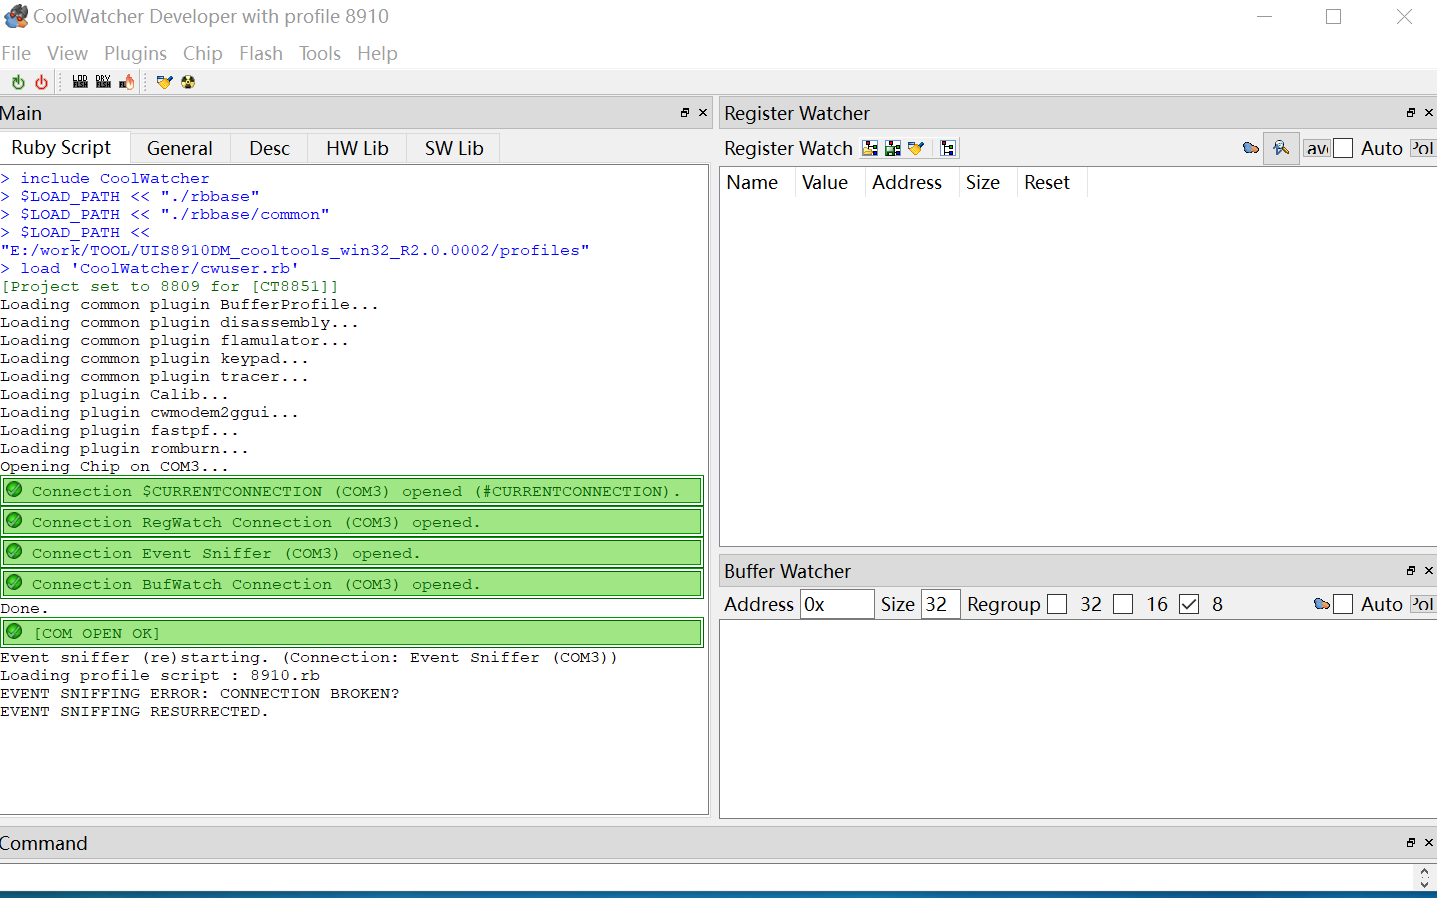 CoolWatcher Developer with profile 8910
File View Plugins Chip Flash Tools Help
Main
Ruby Script General Desc HW Lib SW Lib
> include CoolWatcher
> $LOAD_PATH << "./rbbase"
> $LOAD_PATH << "./rbbase/common"
> $LOAD_PATH <<
"E:/work/TOOL/UIS8910DM_cooltools_win32_R2.0.0002/profiles"
> load 'CoolWatcher/cwuser.rb'
[Project set to 8809 for [CT8851]]
Loading common plugin BufferProfile...
Loading common plugin disassembly...
Loading common plugin flamulator...
Loading common plugin keypad...
Loading common plugin tracer...
Loading plugin Calib...
Loading plugin cwmodem2ggui...
Loading plugin fastpf...
Loading plugin romburn...
Opening Chip on COM3...
Connection $CURRENTCONNECTION (COM3) opened (#CURRENTCONNECTION).
Connection RegWatch Connection (COM3) opened.
Connection Event Sniffer (COM3) opened.
Connection BufWatch Connection (COM3) opened.
Done.
[COM OPEN OK]
Event sniffer (re)starting. (Connection: Event Sniffer (COM3))
Loading profile script : 8910.rb
EVENT SNIFFING ERROR: CONNECTION BROKEN?
EVENT SNIFFING RESURRECTED.
Register Watcher
Register Watch Auto
Name Value Address Size Reset
Buffer Watcher
Address 0x Size 32 Regroup 32 16 8 Auto
Command